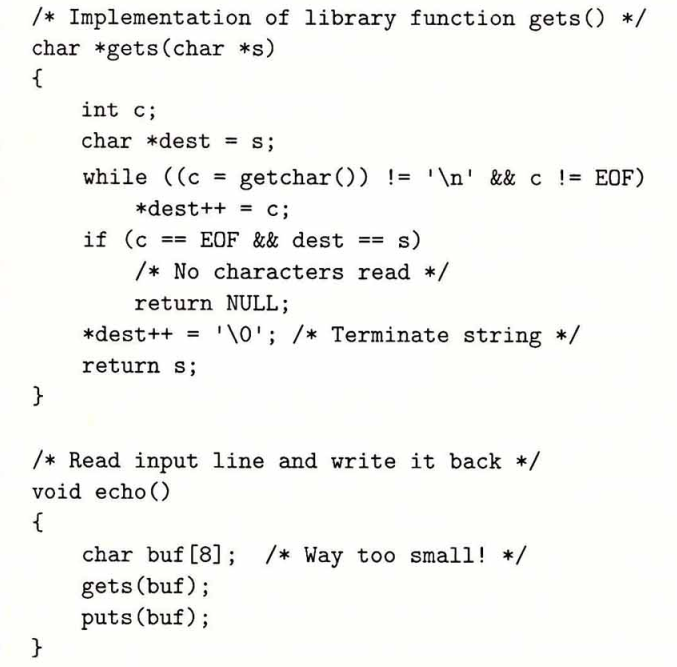 /* Implementation of library function gets() */
char *gets(char *s)
{
    int c;
    char *dest = s;
    while ((c = getchar()) != '\n' && c != EOF)
        *dest++ = c;
    if (c == EOF && dest == s)
        /* No characters read */
        return NULL;
    *dest++ = '\0'; /* Terminate string */
    return s;
}

/* Read input line and write it back */
void echo()
{
    char buf[8];  /* Way too small! */
    gets(buf);
    puts(buf);
}